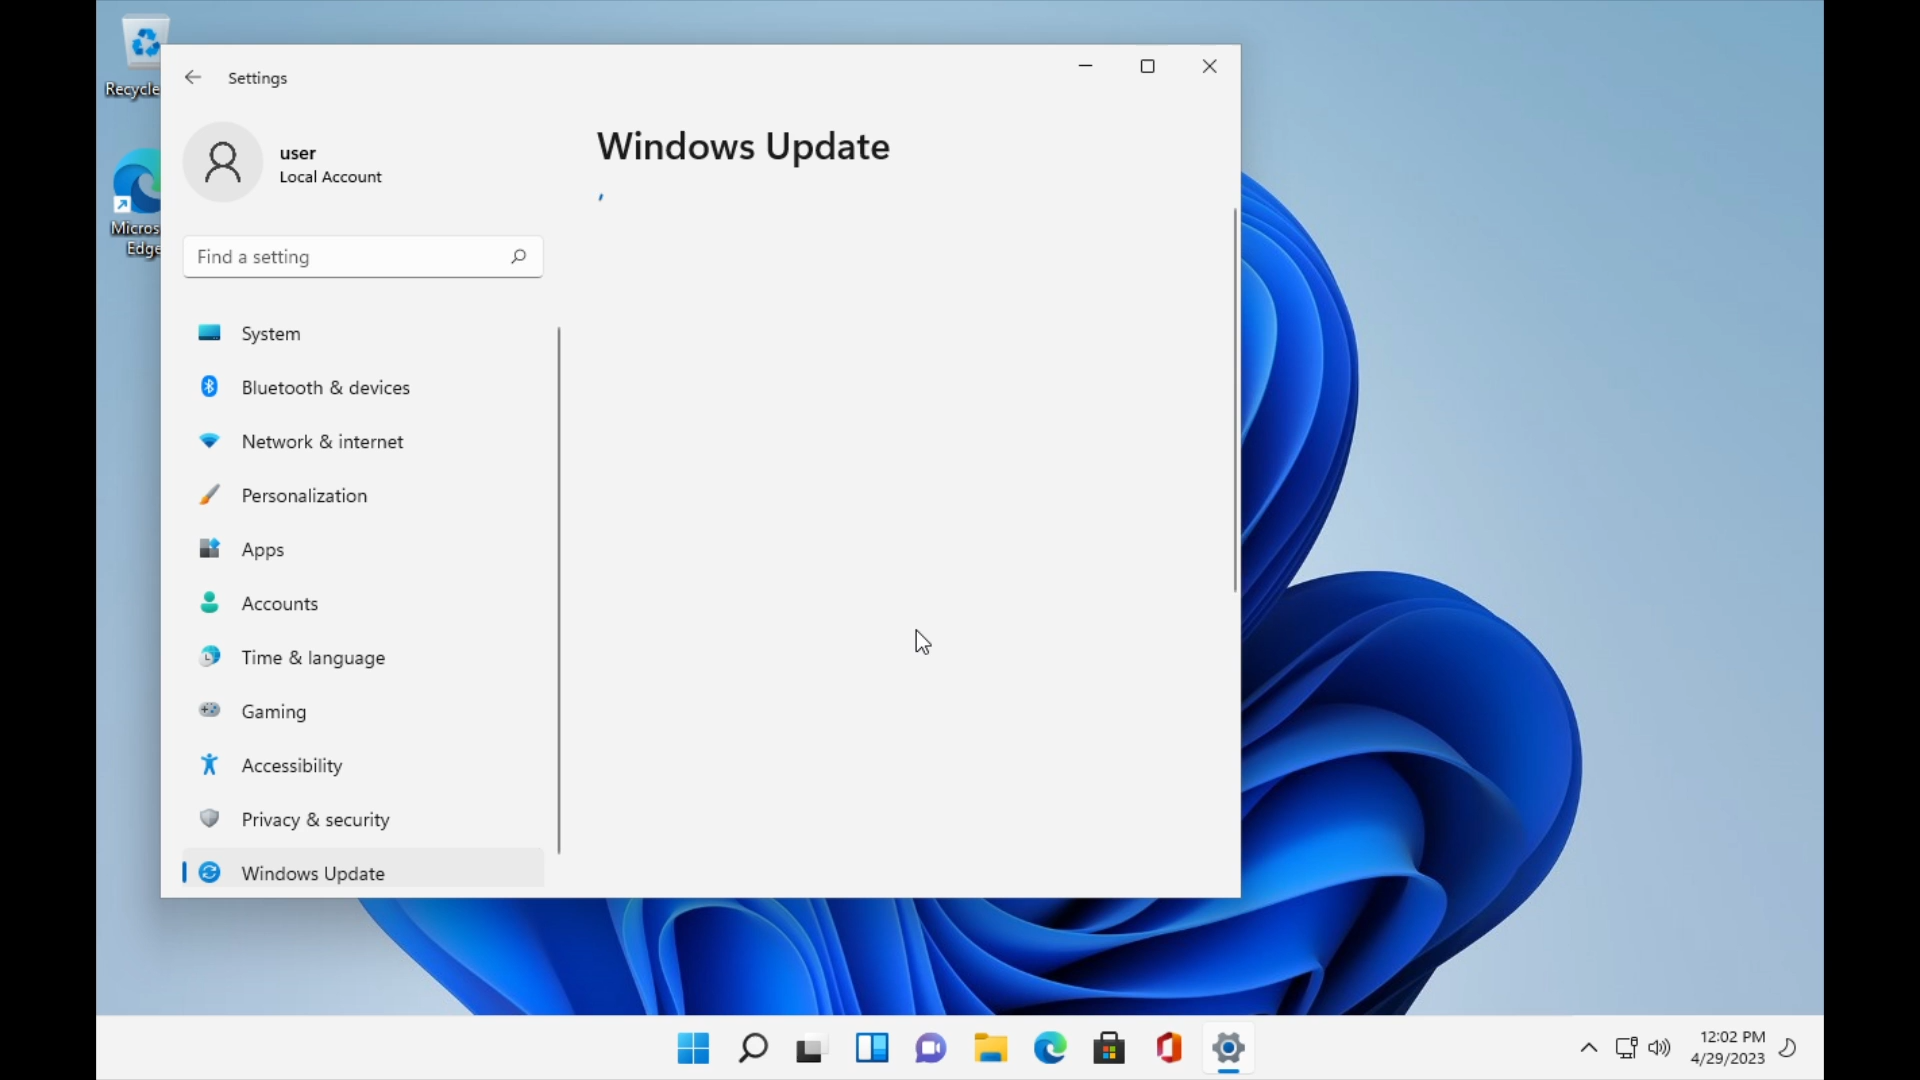 Recycle
Micros
Edge
Settings
user
Local Account
Find a setting
System
Bluetooth & devices
Network & internet
Personalization
Apps
Accounts
Time & language
Gaming
Accessibility
Privacy & security
Windows Update
Windows Update
12:02 PM
4/29/2023